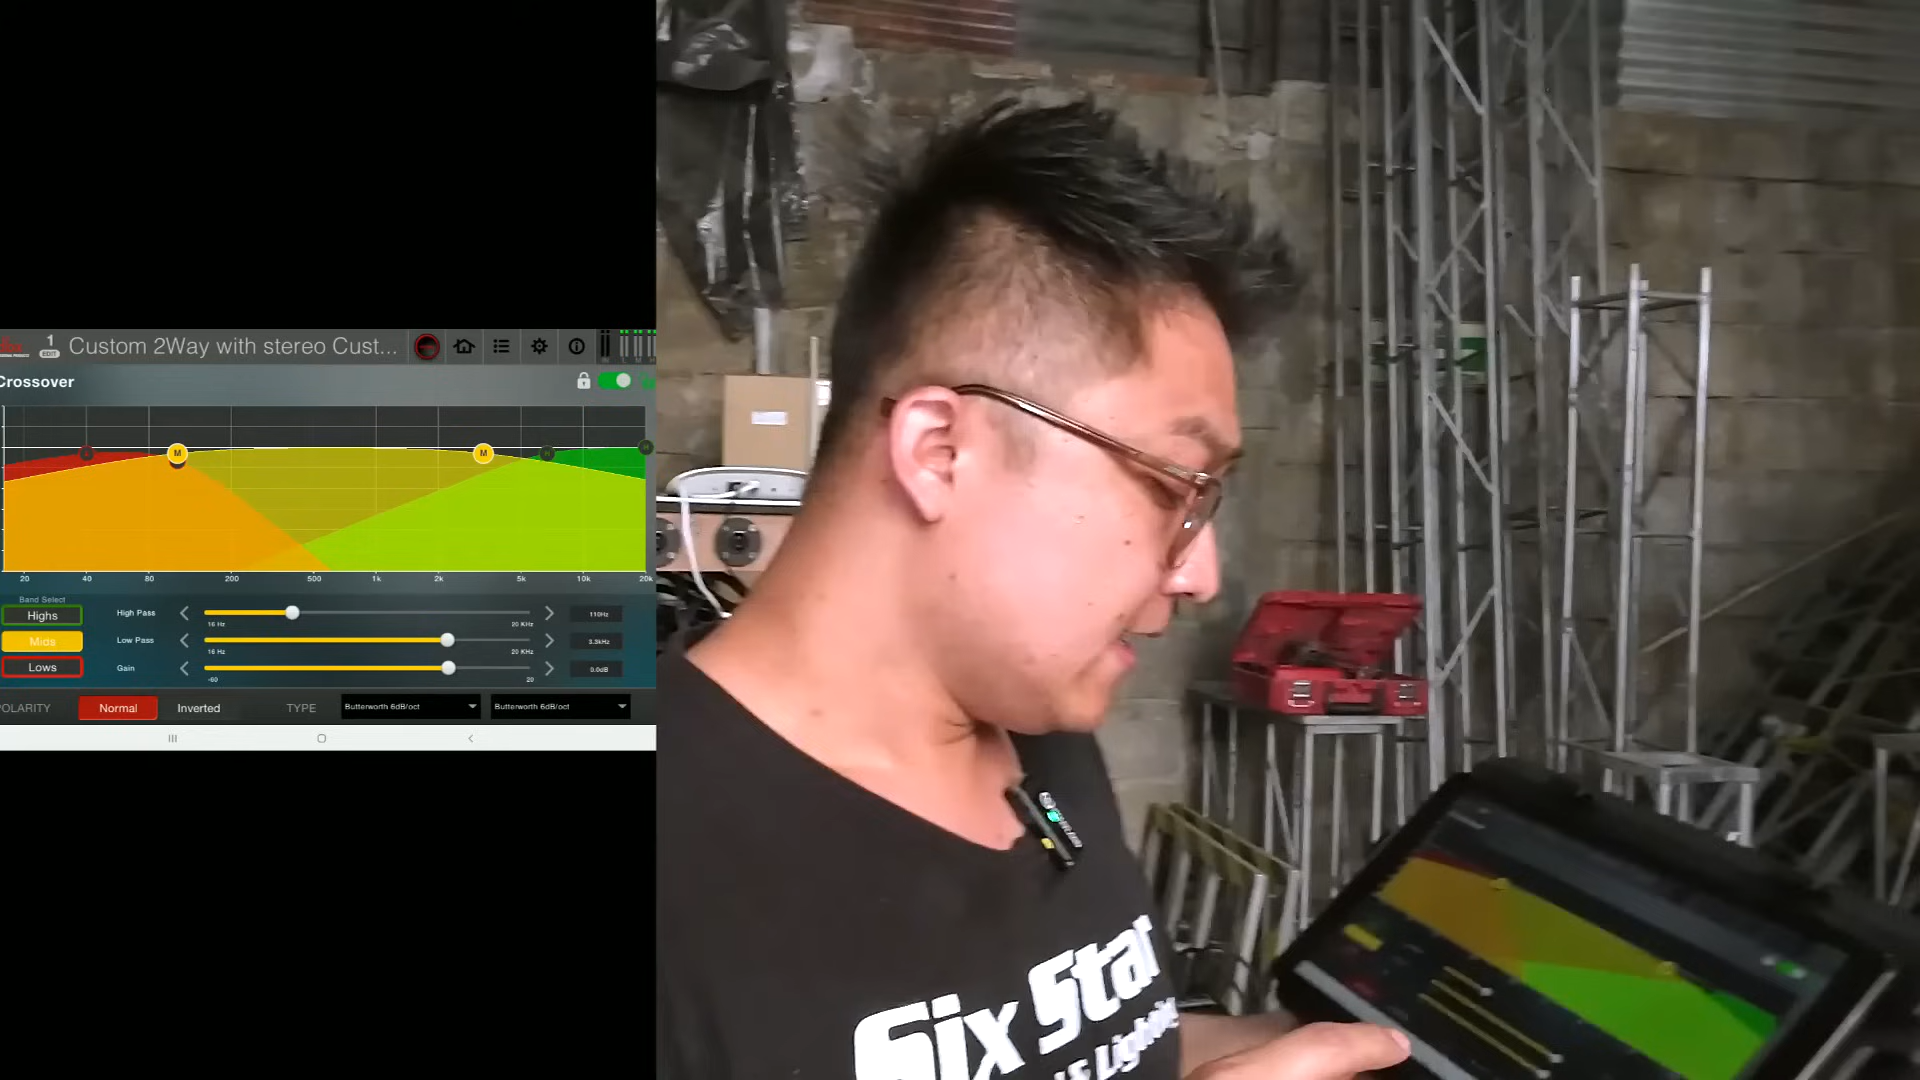 1
EDIT
Custom 2Way with stereo Cust...
Crossover
M
M
20 40 80 200 500 1k 2k 5k 10k 20k
Band Select
Highs
Mids
Lows
High Pass
16 Hz 20 KHz
110Hz
Low Pass
16 Hz 20 KHz
3.3kHz
Gain
-60 20
0.0dB
POLARITY
Normal
Inverted
TYPE
Butterworth 6dB/oct
Butterworth 6dB/oct
Six Star
Lighting